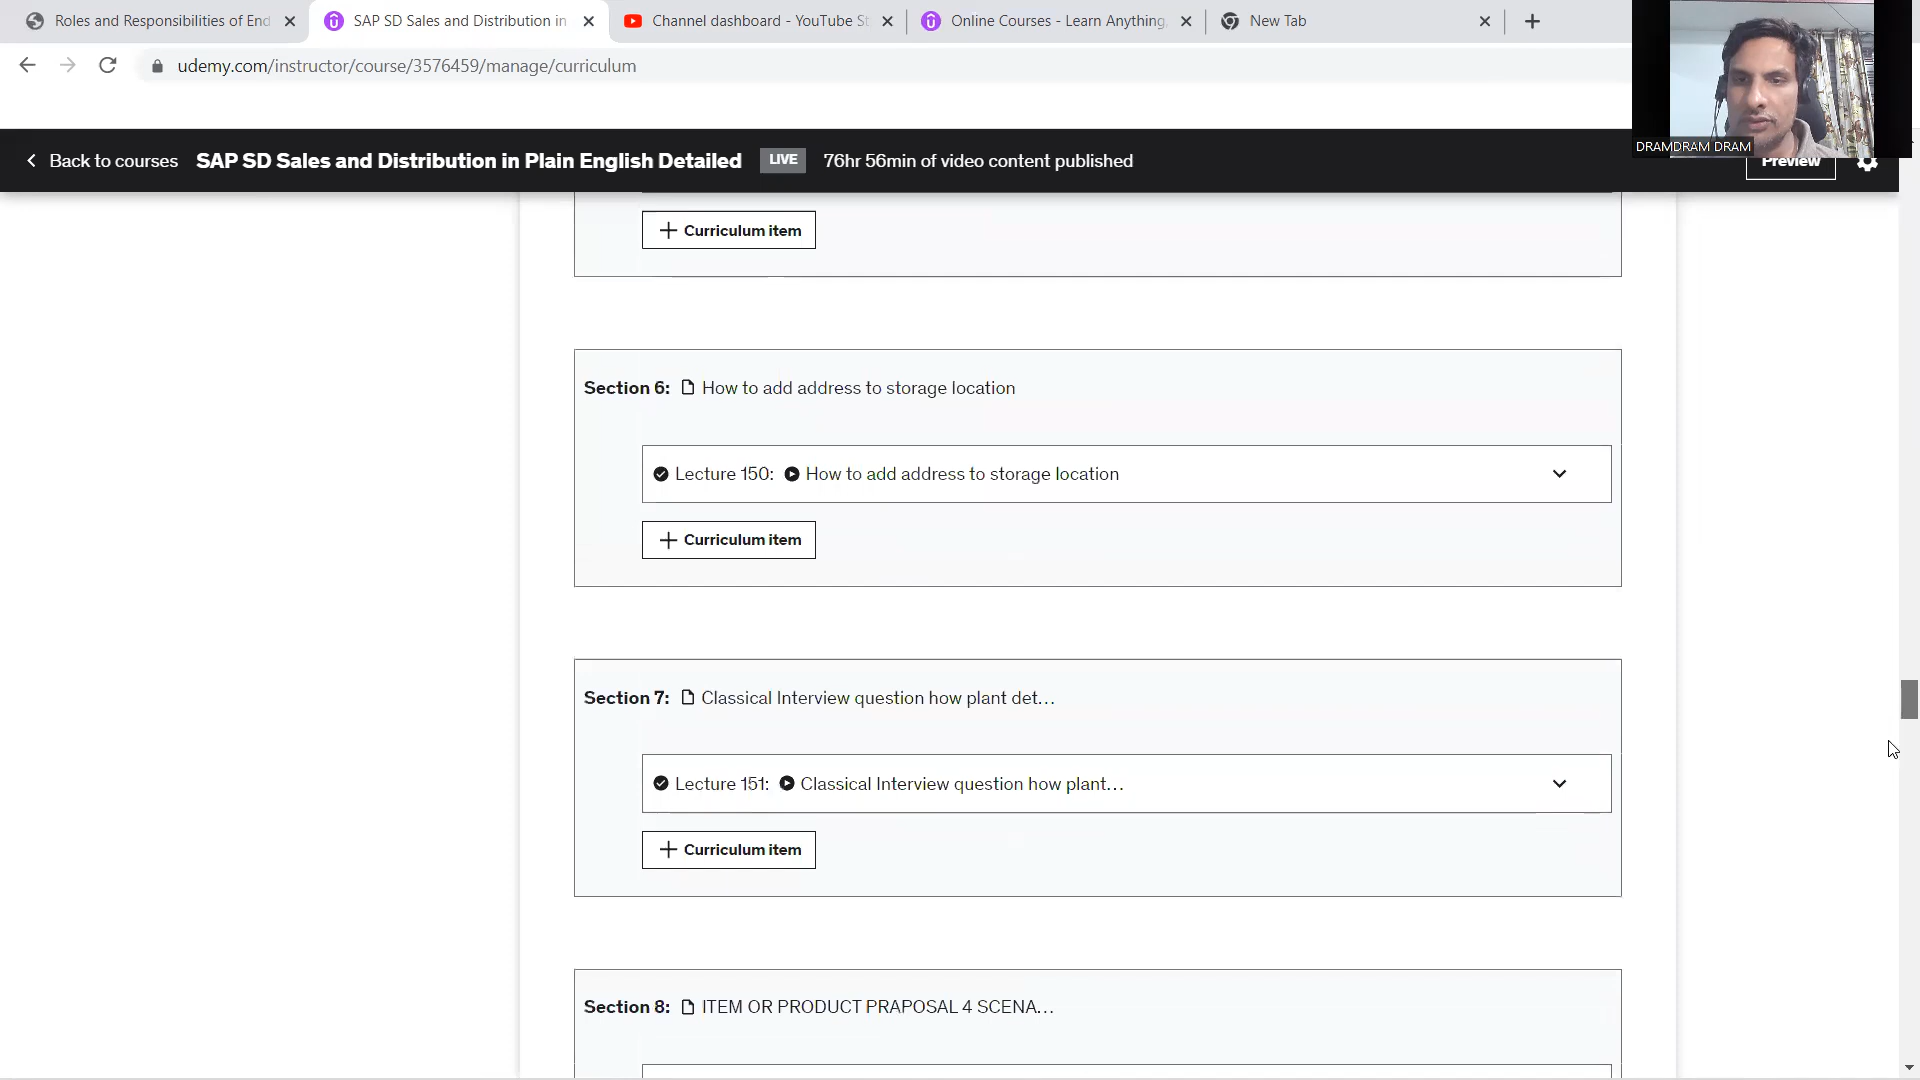 Roles and Responsibilities of End
SAP SD Sales and Distribution in
Channel dashboard - YouTube St
Online Courses - Learn Anything,
New Tab
udemy.com/instructor/course/3576459/manage/curriculum
DRAMDRAM DRAM
Back to courses
SAP SD Sales and Distribution in Plain English Detailed
LIVE
76hr 56min of video content published
Preview
Curriculum item
Section 6: How to add address to storage location
Lecture 150: How to add address to storage location
Curriculum item
Section 7: Classical Interview question how plant det...
Lecture 151: Classical Interview question how plant...
Curriculum item
Section 8: ITEM OR PRODUCT PRAPOSAL 4 SCENA...